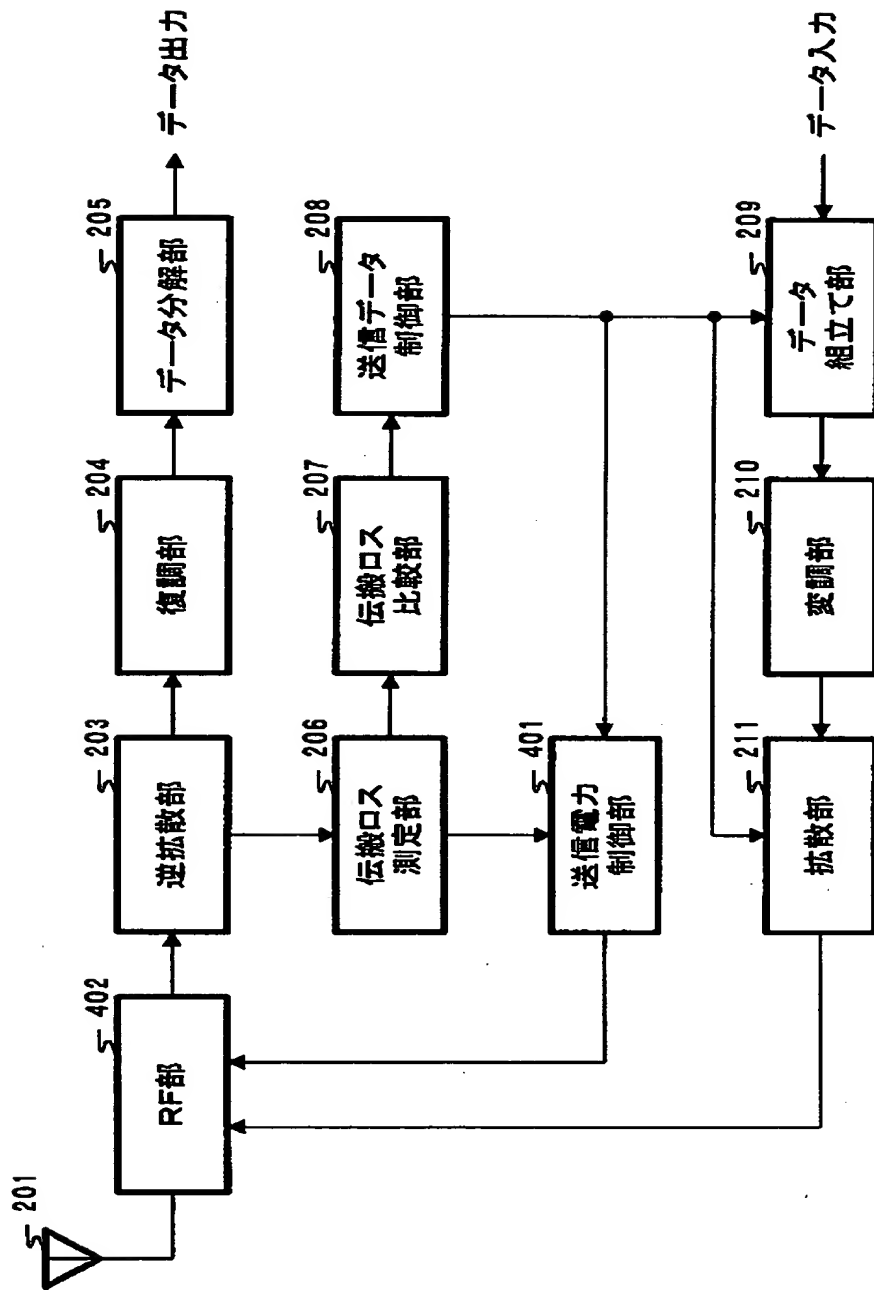 201
402
RF部
203
逆拡散部
204
復調部
205
データ分解部
データ出力
206
伝搬ロス
測定部
207
伝搬ロス
比較部
208
送信データ
制御部
401
送信電力
制御部
211
拡散部
210
変調部
209
データ
組立て部
データ入力